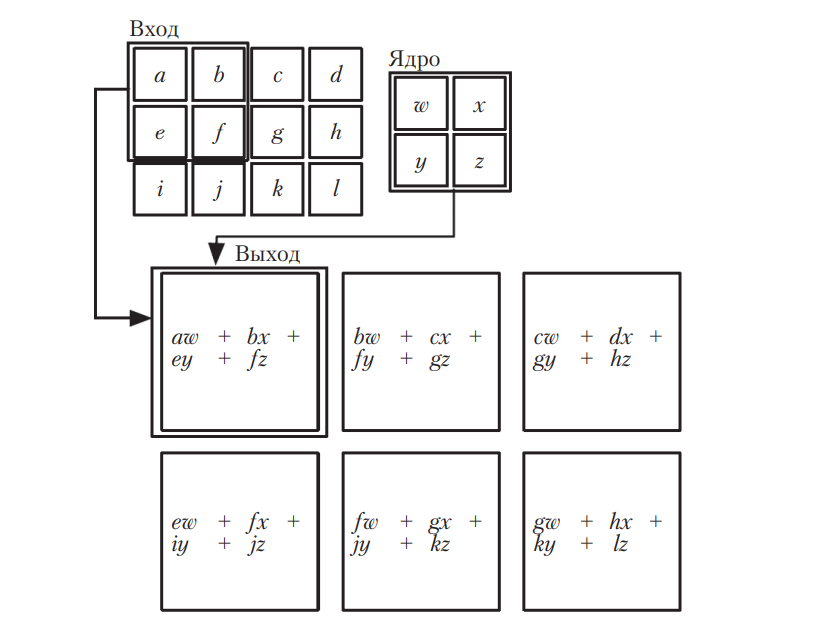 Вход
a b c d
e f g h
i j k l
Ядро
w x
y z
Выход
aw + bx +
ey + fz
bw + cx +
fy + gz
cw + dx +
gy + hz
ew + fx +
iy + jz
fw + gx +
jy + kz
gw + hx +
ky + lz